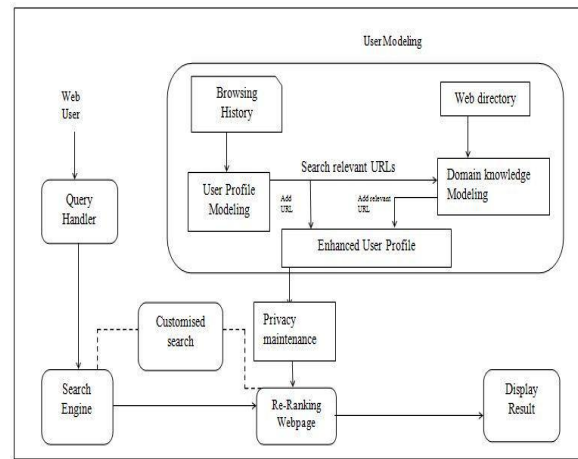 User Modeling
Web
User
Browsing
History
Web directory
Search relevant URLs
Query
Handler
User Profile
Modeling
Add
URL
Add relevant
URL
Domain knowledge
Modeling
Enhanced User Profile
Customised
search
Privacy
maintenance
Search
Engine
Re-Ranking
Webpage
Display
Result